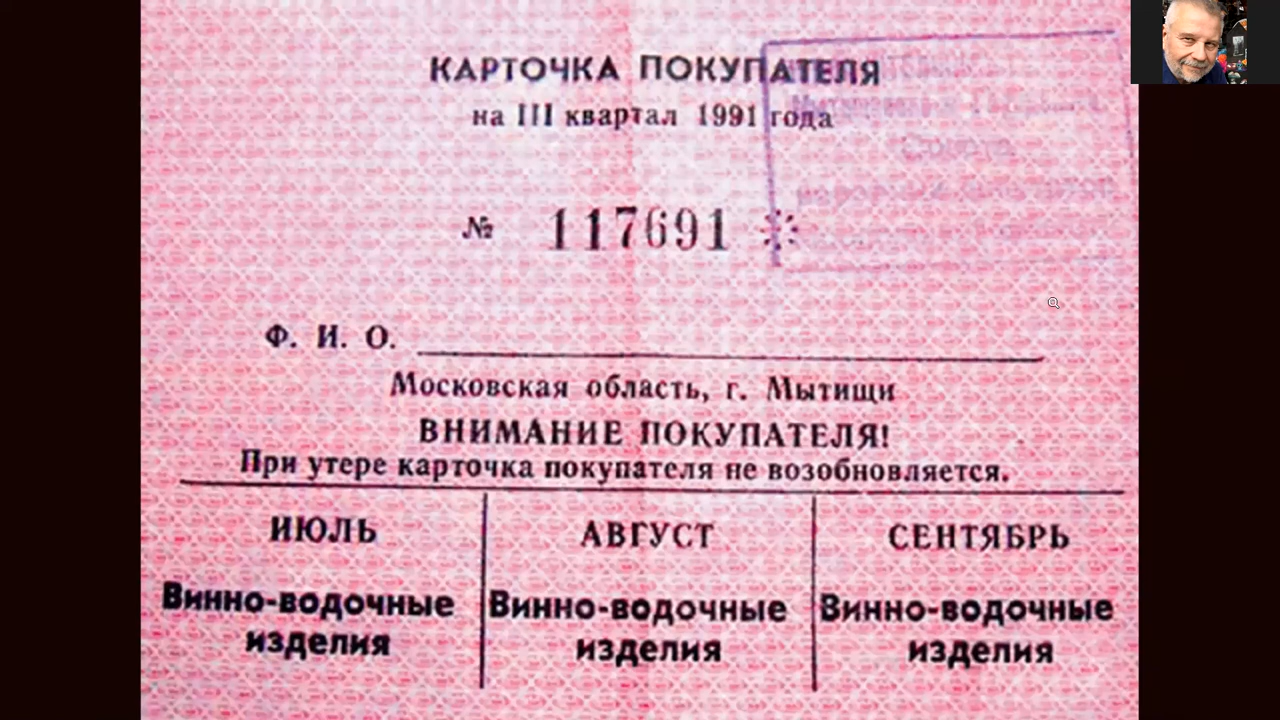 КАРТОЧКА ПОКУПАТЕЛЯ
на III квартал 1991 года
№ 117691
Ф. И. О.
Московская область, г. Мытищи
ВНИМАНИЕ ПОКУПАТЕЛЯ!
При утере карточка покупателя не возобновляется.
ИЮЛЬ
АВГУСТ
СЕНТЯБРЬ
Винно-водочные
изделия
Винно-водочные
изделия
Винно-водочные
изделия